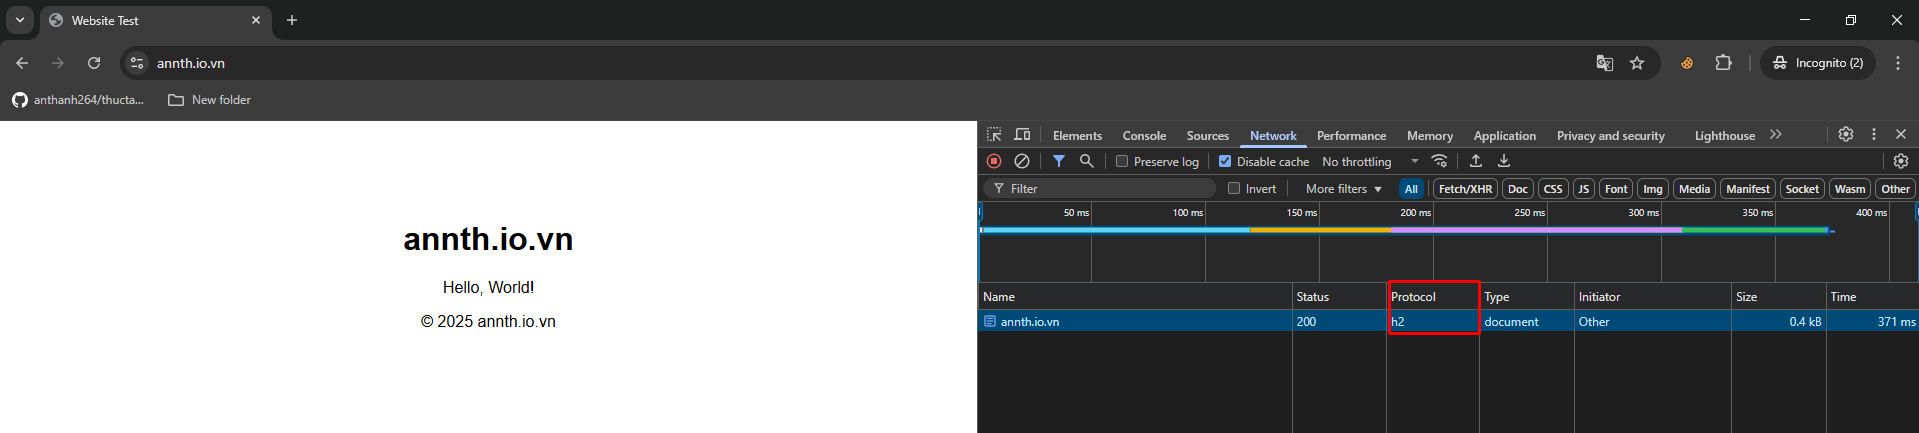 Website Test
annth.io.vn
Incognito (2)
anthanh264/thucta...
New folder
annth.io.vn
Hello, World!
© 2025 annth.io.vn
Elements Console Sources Network Performance Memory Application Privacy and security Lighthouse
Preserve log Disable cache No throttling
Filter Invert More filters All Fetch/XHR Doc CSS JS Font Img Media Manifest Socket Wasm Other
50 ms 100 ms 150 ms 200 ms 250 ms 300 ms 350 ms 400 ms
Name Status Protocol Type Initiator Size Time
annth.io.vn 200 h2 document Other 0.4 kB 371 ms